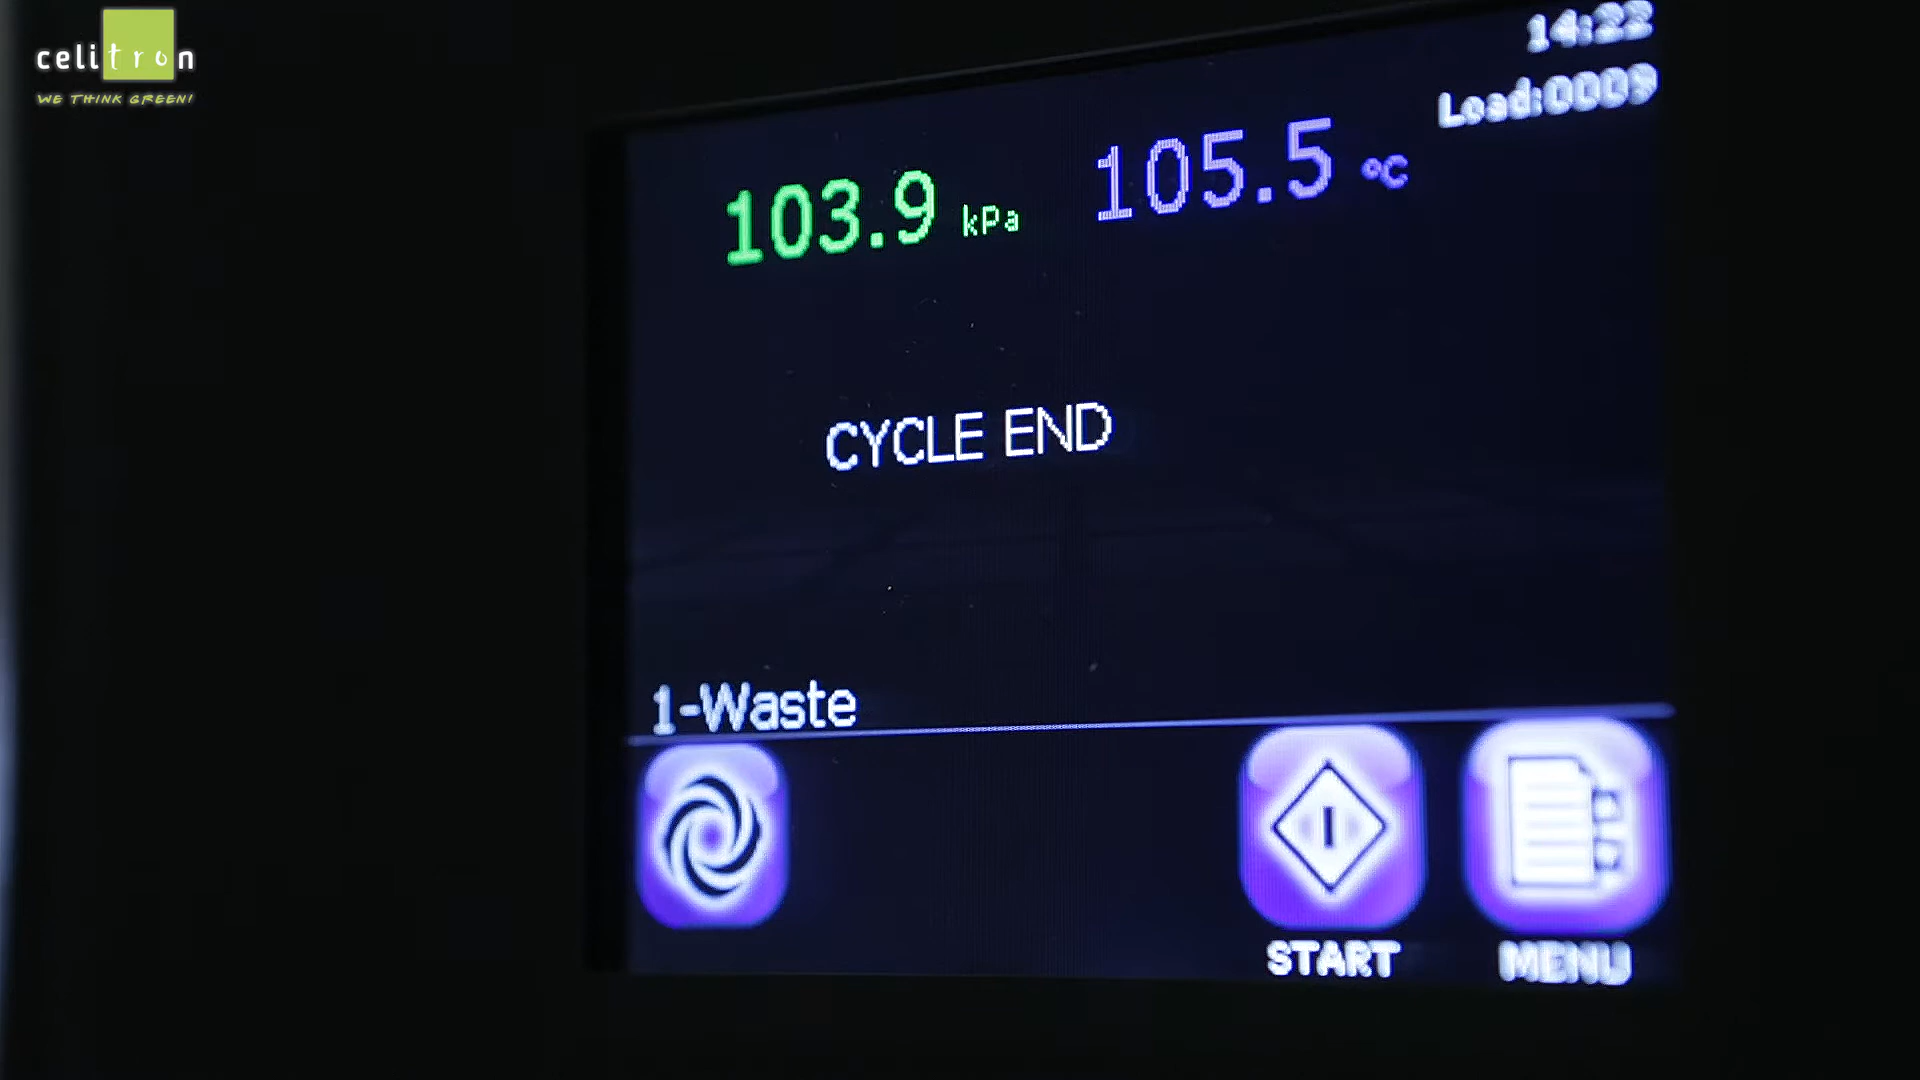 celitron
WE THINK GREEN!
14:22
Load:0009
103.9 kPa
105.5 °C
CYCLE END
1-Waste
START
MENU